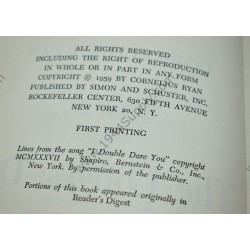 ALL RIGHTS RESERVED
INCLUDING THE RIGHT OF REPRODUCTION
IN WHOLE OR IN PART IN ANY FORM
COPYRIGHT © 1959 BY CORNELIUS RYAN
PUBLISHED BY SIMON AND SCHUSTER, INC.
ROCKEFELLER CENTER, 630 FIFTH AVENUE
NEW YORK 20, N. Y.
FIRST PRINTING
Lines from the song "I Double Dare You" copyright
MCMXXXVII by Shapiro, Bernstein & Co., Inc.,
New York. By permission of the publisher.
Portions of this book appeared originally in
Reader's Digest